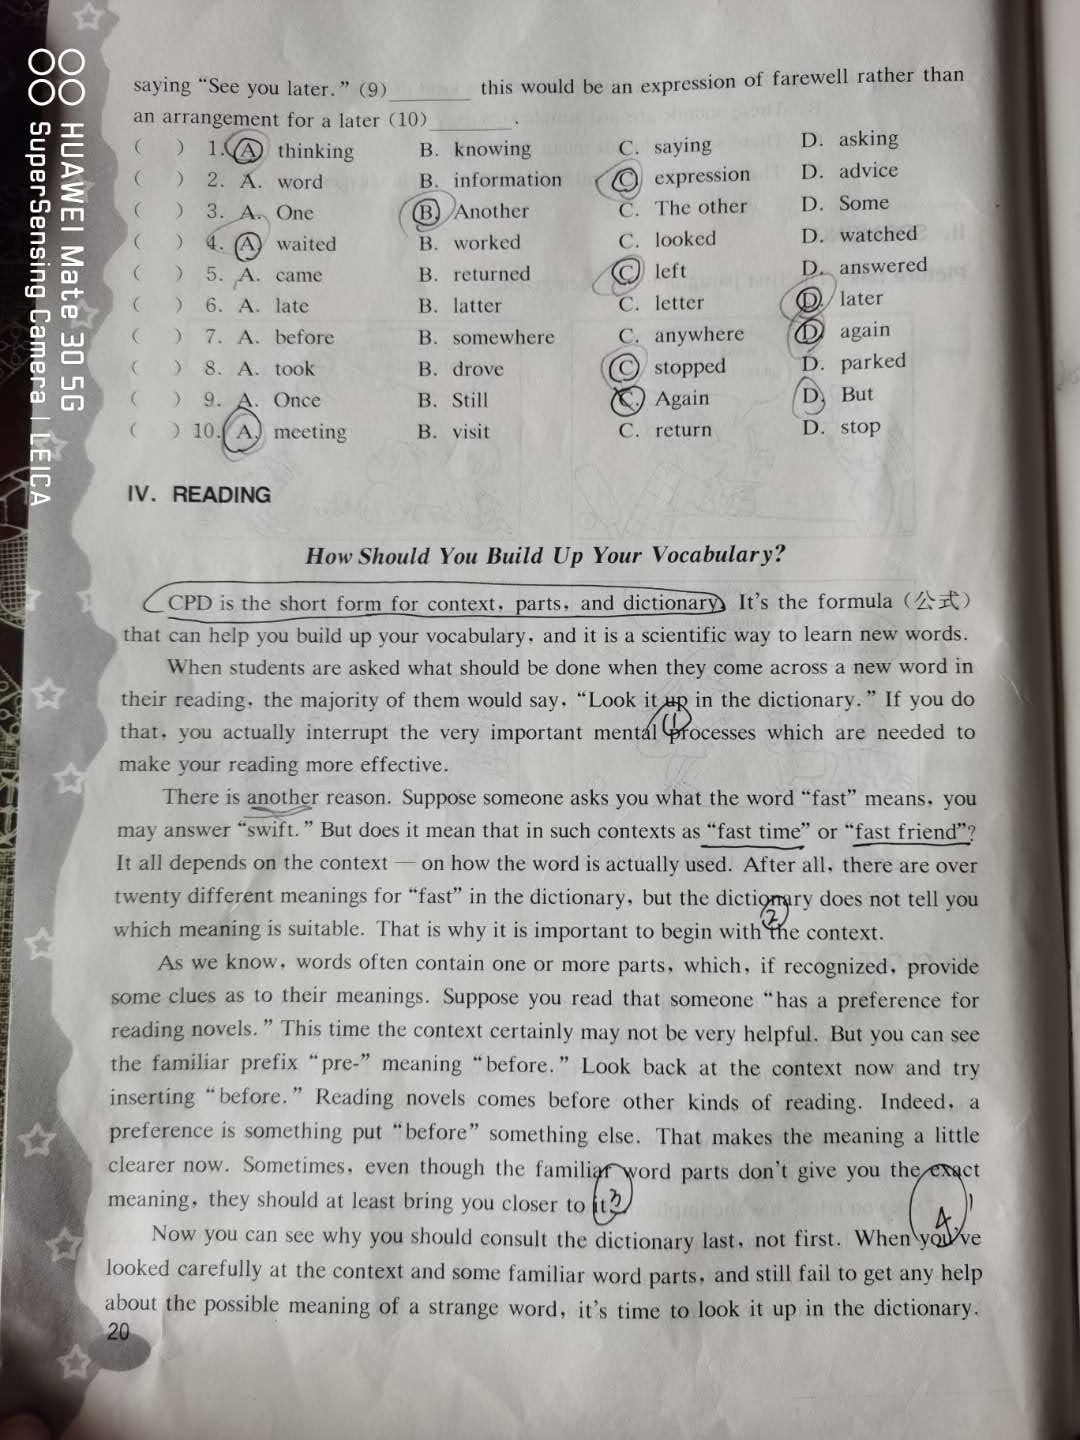 saying “See you later.” (9)________ this would be an expression of farewell rather than
an arrangement for a later (10)________.
(   ) 1. A. thinking B. knowing C. saying D. asking
(   ) 2. A. word B. information C. expression D. advice
(   ) 3. A. One B. Another C. The other D. Some
(   ) 4. A. waited B. worked C. looked D. watched
(   ) 5. A. came B. returned C. left D. answered
(   ) 6. A. late B. latter C. letter D. later
(   ) 7. A. before B. somewhere C. anywhere D. again
(   ) 8. A. took B. drove C. stopped D. parked
(   ) 9. A. Once B. Still C. Again D. But
(   ) 10. A. meeting B. visit C. return D. stop
IV. READING
How Should You Build Up Your Vocabulary?
CPD is the short form for context, parts, and dictionary. It’s the formula (公式)
that can help you build up your vocabulary, and it is a scientific way to learn new words.
When students are asked what should be done when they come across a new word in
their reading, the majority of them would say, “Look it up in the dictionary.” If you do
that, you actually interrupt the very important mental processes which are needed to
(1)
make your reading more effective.
There is another reason. Suppose someone asks you what the word “fast” means, you
may answer “swift.” But does it mean that in such contexts as “fast time” or “fast friend”?
It all depends on the context — on how the word is actually used. After all, there are over
twenty different meanings for “fast” in the dictionary, but the dictionary does not tell you
2
which meaning is suitable. That is why it is important to begin with the context.
As we know, words often contain one or more parts, which, if recognized, provide
some clues as to their meanings. Suppose you read that someone “has a preference for
reading novels.” This time the context certainly may not be very helpful. But you can see
the familiar prefix “pre-” meaning “before.” Look back at the context now and try
inserting “before.” Reading novels comes before other kinds of reading. Indeed, a
preference is something put “before” something else. That makes the meaning a little
clearer now. Sometimes, even though the familiar word parts don’t give you the exact
meaning, they should at least bring you closer to it.
3
4.
Now you can see why you should consult the dictionary last, not first. When you’ve
looked carefully at the context and some familiar word parts, and still fail to get any help
about the possible meaning of a strange word, it’s time to look it up in the dictionary.
20
HUAWEI Mate 30 5G
SuperSensing Camera | LEICA